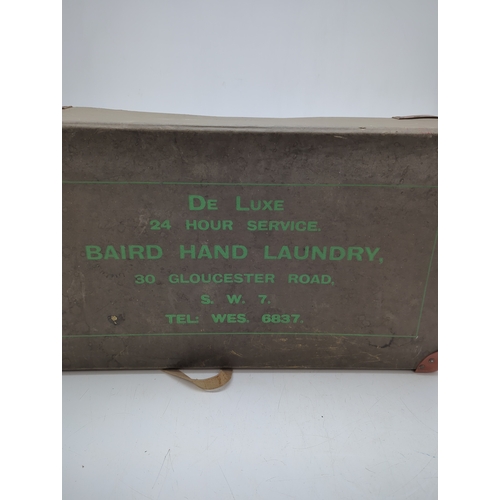 DE LUXE
24 HOUR SERVICE.
BAIRD HAND LAUNDRY,
30 GLOUCESTER ROAD,
S. W. 7.
TEL: WES. 6837.